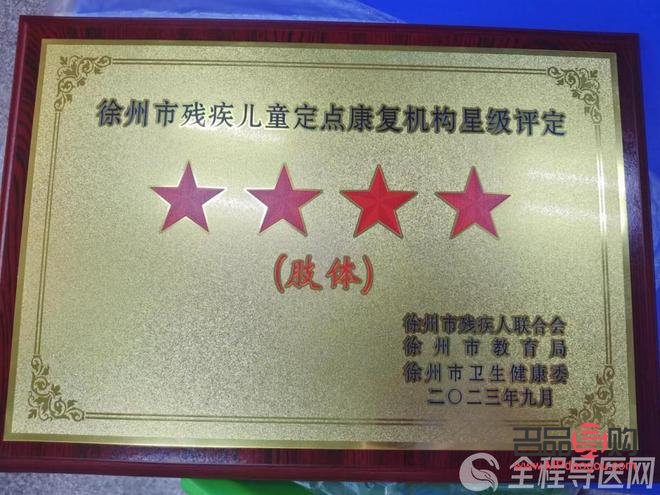 徐州市残疾儿童定点康复机构星级评定
(肢体)
徐州市残疾人联合会
徐州市教育局
徐州市卫生健康委
二〇二三年九月
全程导医网